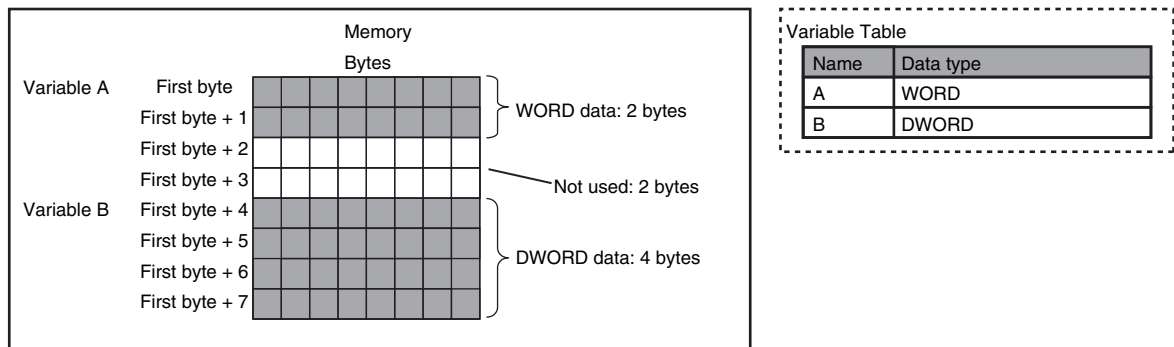 Memory
Bytes
Variable A
First byte
First byte + 1
WORD data: 2 bytes
First byte + 2
First byte + 3
Not used: 2 bytes
Variable B
First byte + 4
First byte + 5
First byte + 6
First byte + 7
DWORD data: 4 bytes
Variable Table
Name Data type
A WORD
B DWORD